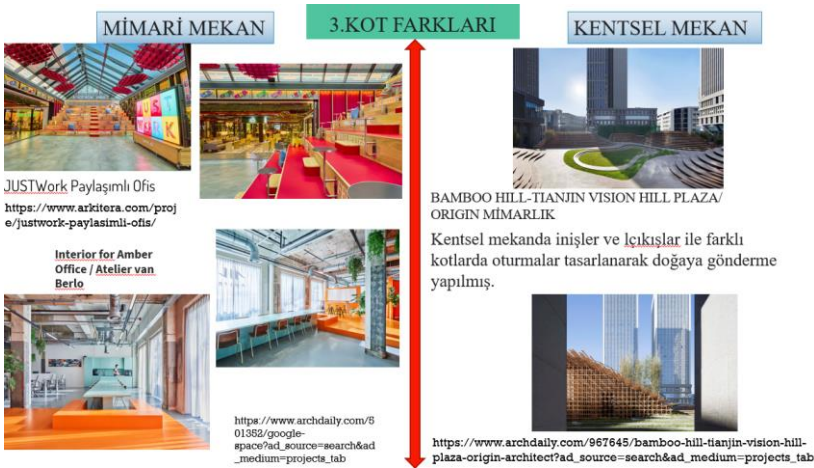 MİMARİ MEKAN
3.KOT FARKLARI
KENTSEL MEKAN
JUST
WORK
JUSTWork Paylaşımlı Ofis
https://www.arkitera.com/proj
e/justwork-paylasimli-ofis/
Interior for Amber
Office / Atelier van
Berlo
https://www.archdaily.com/5
01352/google-
space?ad_source=search&ad
_medium=projects_tab
BAMBOO HILL-TIANJIN VISION HILL PLAZA/
ORIGIN MİMARLIK
Kentsel mekanda inişler ve lçıkışlar ile farklı
kotlarda oturmalar tasarlanarak doğaya gönderme
yapılmış.
https://www.archdaily.com/967645/bamboo-hill-tianjin-vision-hill-
plaza-origin-architect?ad_source=search&ad_medium=projects_tab